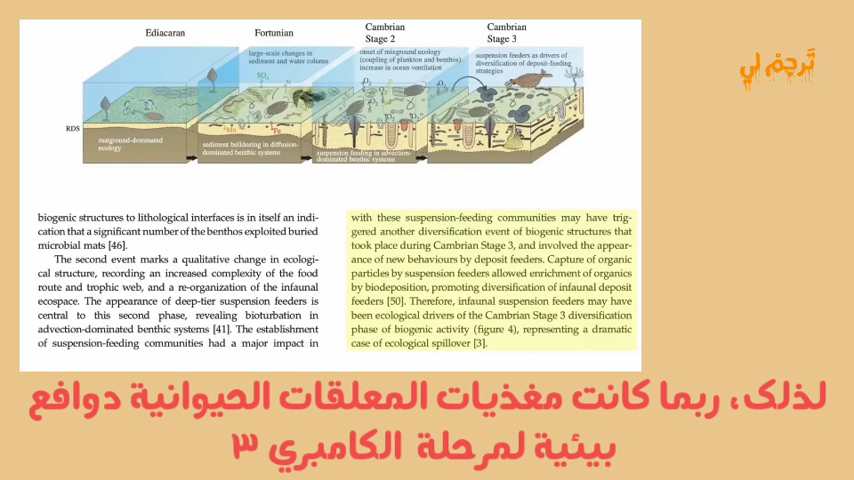 Ediacaran
Fortunian
Cambrian
Stage 2
Cambrian
Stage 3
large-scale changes in
sediment and water column
onset of mixground ecology
(coupling of plankton and benthos)
increase in ocean ventilation
suspension feeders as drivers of
diversification of deposit-feeding
strategies
RDS
matground-dominated
ecology
sediment bulldozing in diffusion-
dominated benthic systems
suspension feeding in advection-
dominated benthic systems
biogenic structures to lithological interfaces is in itself an indi-
cation that a significant number of the benthos exploited buried
microbial mats [46].
The second event marks a qualitative change in ecologi-
cal structure, recording an increased complexity of the food
route and trophic web, and a re-organization of the infaunal
ecospace. The appearance of deep-tier suspension feeders is
central to this second phase, revealing bioturbation in
advection-dominated benthic systems [41]. The establishment
of suspension-feeding communities had a major impact in
with these suspension-feeding communities may have trig-
gered another diversification event of biogenic structures that
took place during Cambrian Stage 3, and involved the appear-
ance of new behaviours by deposit feeders. Capture of organic
particles by suspension feeders allowed enrichment of organics
by biodeposition, promoting diversification of infaunal deposit
feeders [50]. Therefore, infaunal suspension feeders may have
been ecological drivers of the Cambrian Stage 3 diversification
phase of biogenic activity (figure 4), representing a dramatic
case of ecological spillover [3].
تَرجِمْ لي
لذلك، ربما كانت مغذيات المعلقات الحيوانية دوافع
بيئية لمرحلة الكامبري ٣